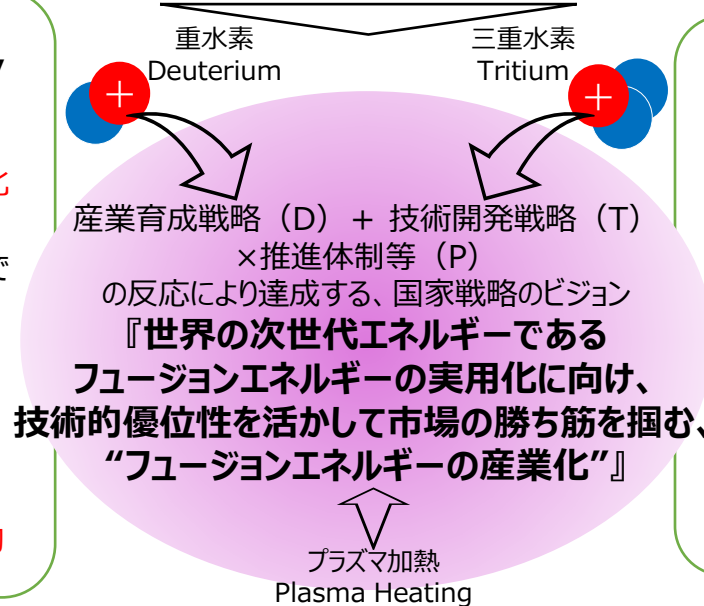 重水素
Deuterium
三重水素
Tritium
+
+
産業育成戦略（D）+ 技術開発戦略（T）
×推進体制等（P）
の反応により達成する、国家戦略のビジョン
『世界の次世代エネルギーである
フュージョンエネルギーの実用化に向け、
技術的優位性を活かして市場の勝ち筋を掴む、
“フュージョンエネルギーの産業化”』
プラズマ加熱
Plasma Heating
で